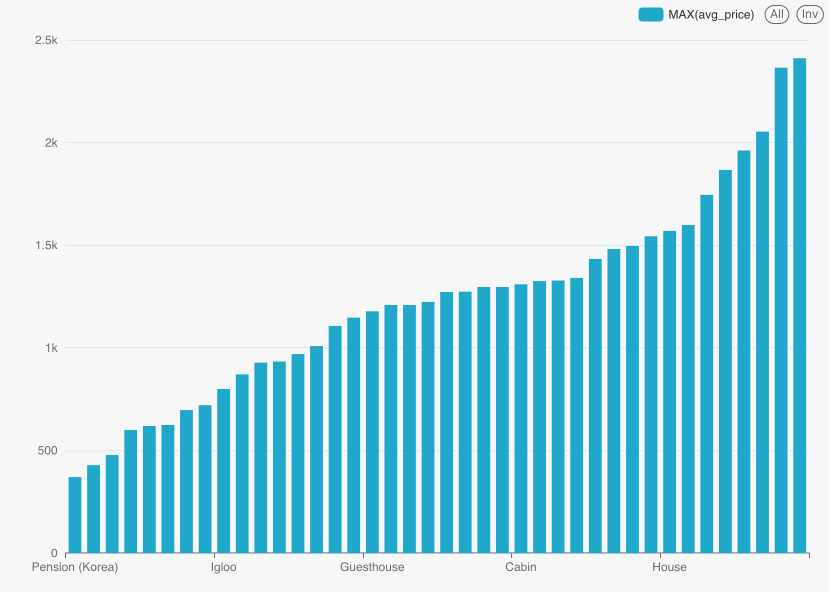 MAX(avg_price) All Inv
2.5k
2k
1.5k
1k
500
0
Pension (Korea) Igloo Guesthouse Cabin House